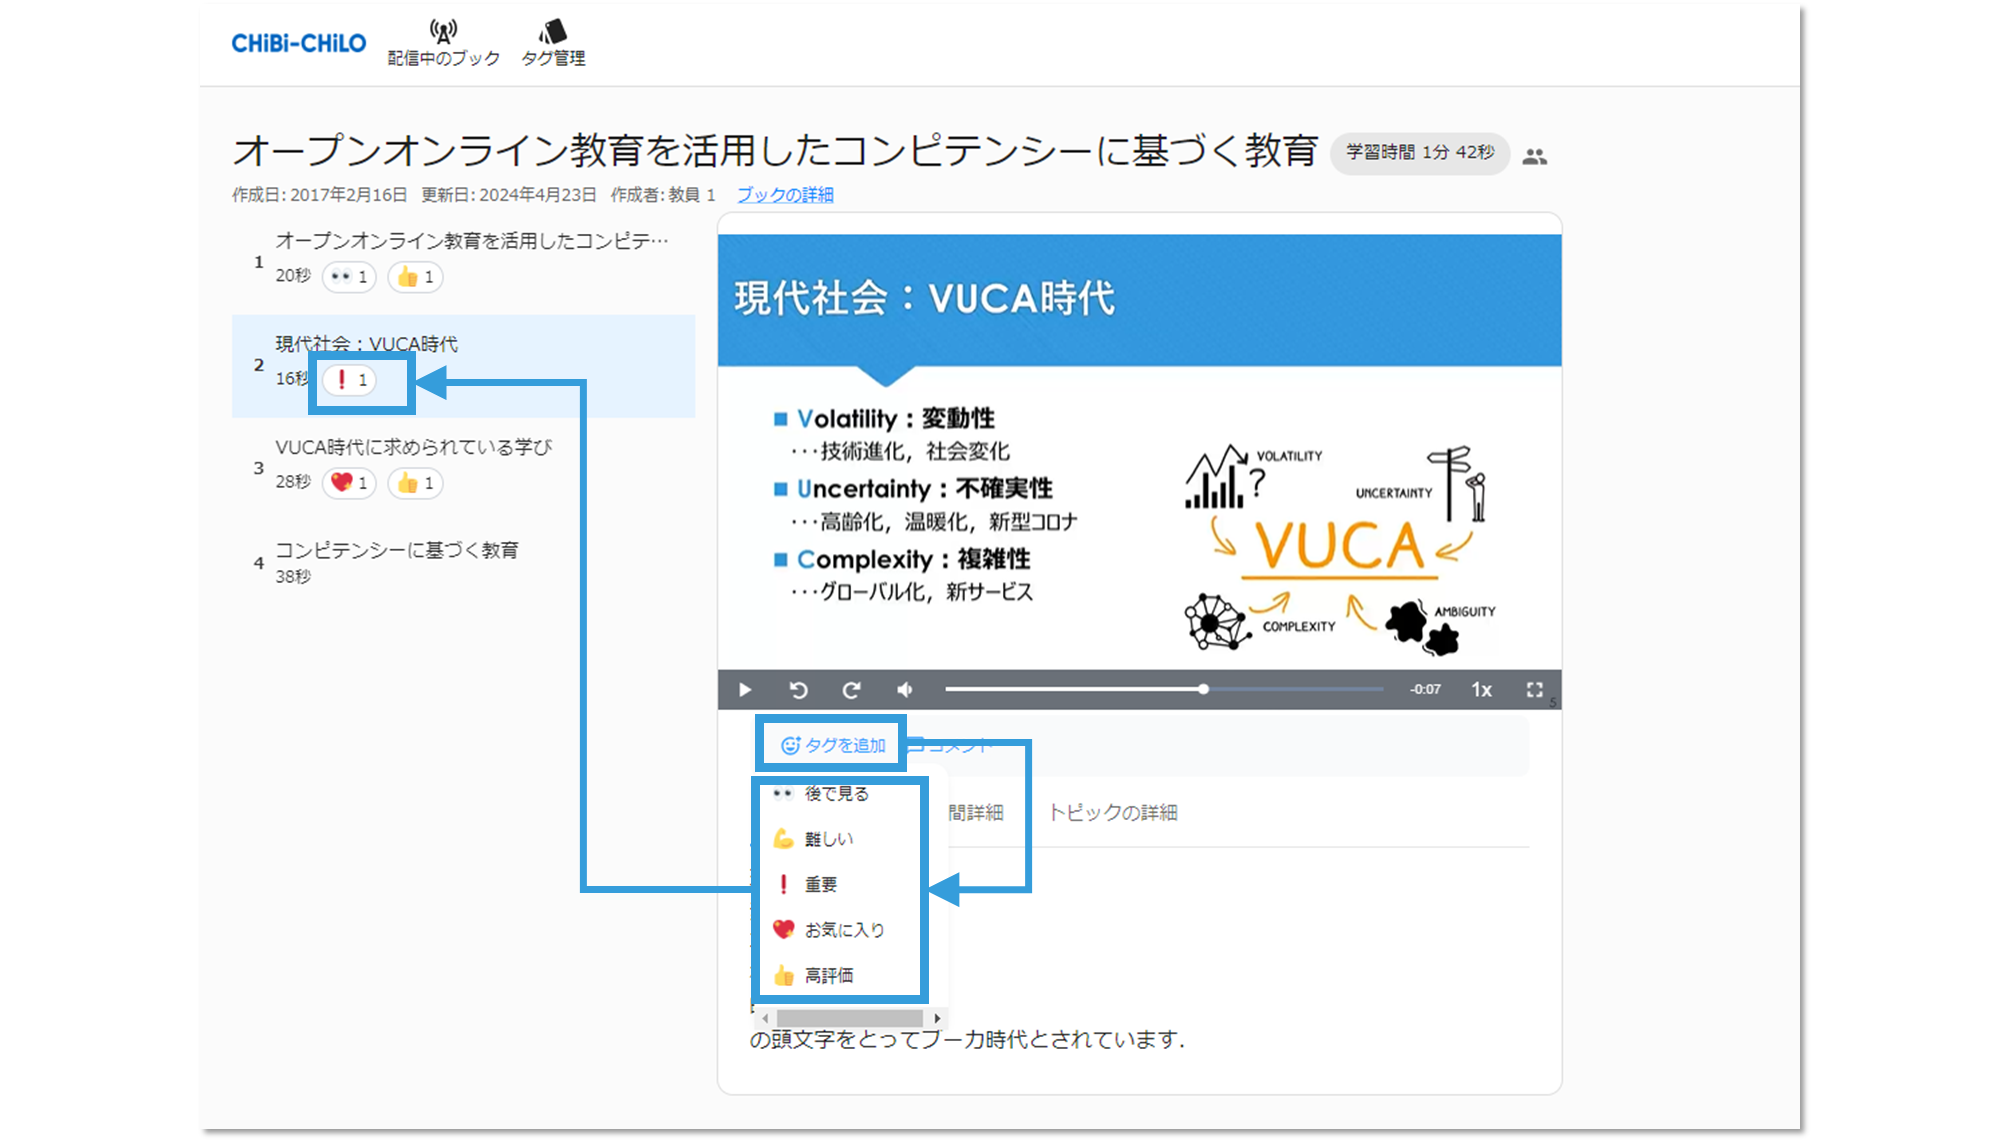 CHiBi-CHiLO
配信中のブック
タグ管理
オープンオンライン教育を活用したコンピテンシーに基づく教育
学習時間 1分 42秒
作成日: 2017年2月16日 更新日: 2024年4月23日 作成者: 教員 1 ブックの詳細
1
オープンオンライン教育を活用したコンピテ…
20秒 1 1
2
現代社会：VUCA時代
16秒 1
3
VUCA時代に求められている学び
28秒 1 1
4
コンピテンシーに基づく教育
38秒
現代社会：VUCA時代
Volatility：変動性
･･･技術進化，社会変化
Uncertainty：不確実性
･･･高齢化，温暖化，新型コロナ
Complexity：複雑性
･･･グローバル化，新サービス
VOLATILITY
?
UNCERTAINTY
VUCA
COMPLEXITY
AMBIGUITY
-0:07 1x
5
タグを追加
コメント
後で見る
難しい
重要
お気に入り
高評価
間詳細
トピックの詳細
の頭文字をとってブーカ時代とされています.